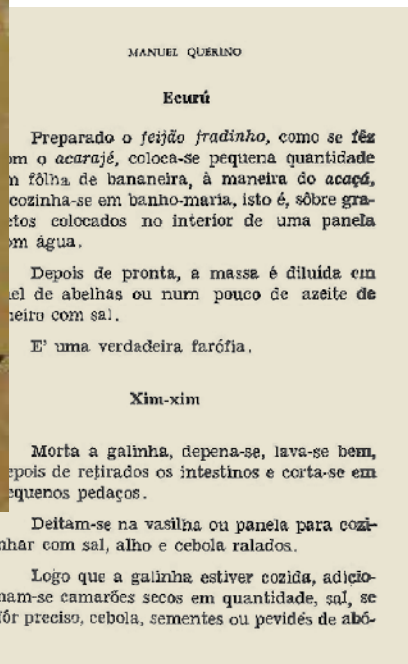 MANUEL QUERINO
Ecurú
Preparado o feijão fradinho, como se fêz
om o acarajé, coloca-se pequena quantidade
m fôlha de bananeira, à maneira do acaçá,
cozinha-se em banho-maria, isto é, sôbre gra-
etos colocados no interior de uma panela
om água.
Depois de pronta, a massa é diluída em
nel de abelhas ou num pouco de azeite de
heiro com sal.
E' uma verdadeira farófia.
Xim-xim
Morta a galinha, depena-se, lava-se bem,
epois de retirados os intestinos e corta-se em
equenos pedaços.
Deitam-se na vasilha ou panela para cozi-
nhar com sal, alho e cebola ralados.
Logo que a galinha estiver cozida, adicio-
nam-se camarões secos em quantidade, sal, se
fôr preciso, cebola, sementes ou pevides de abó-